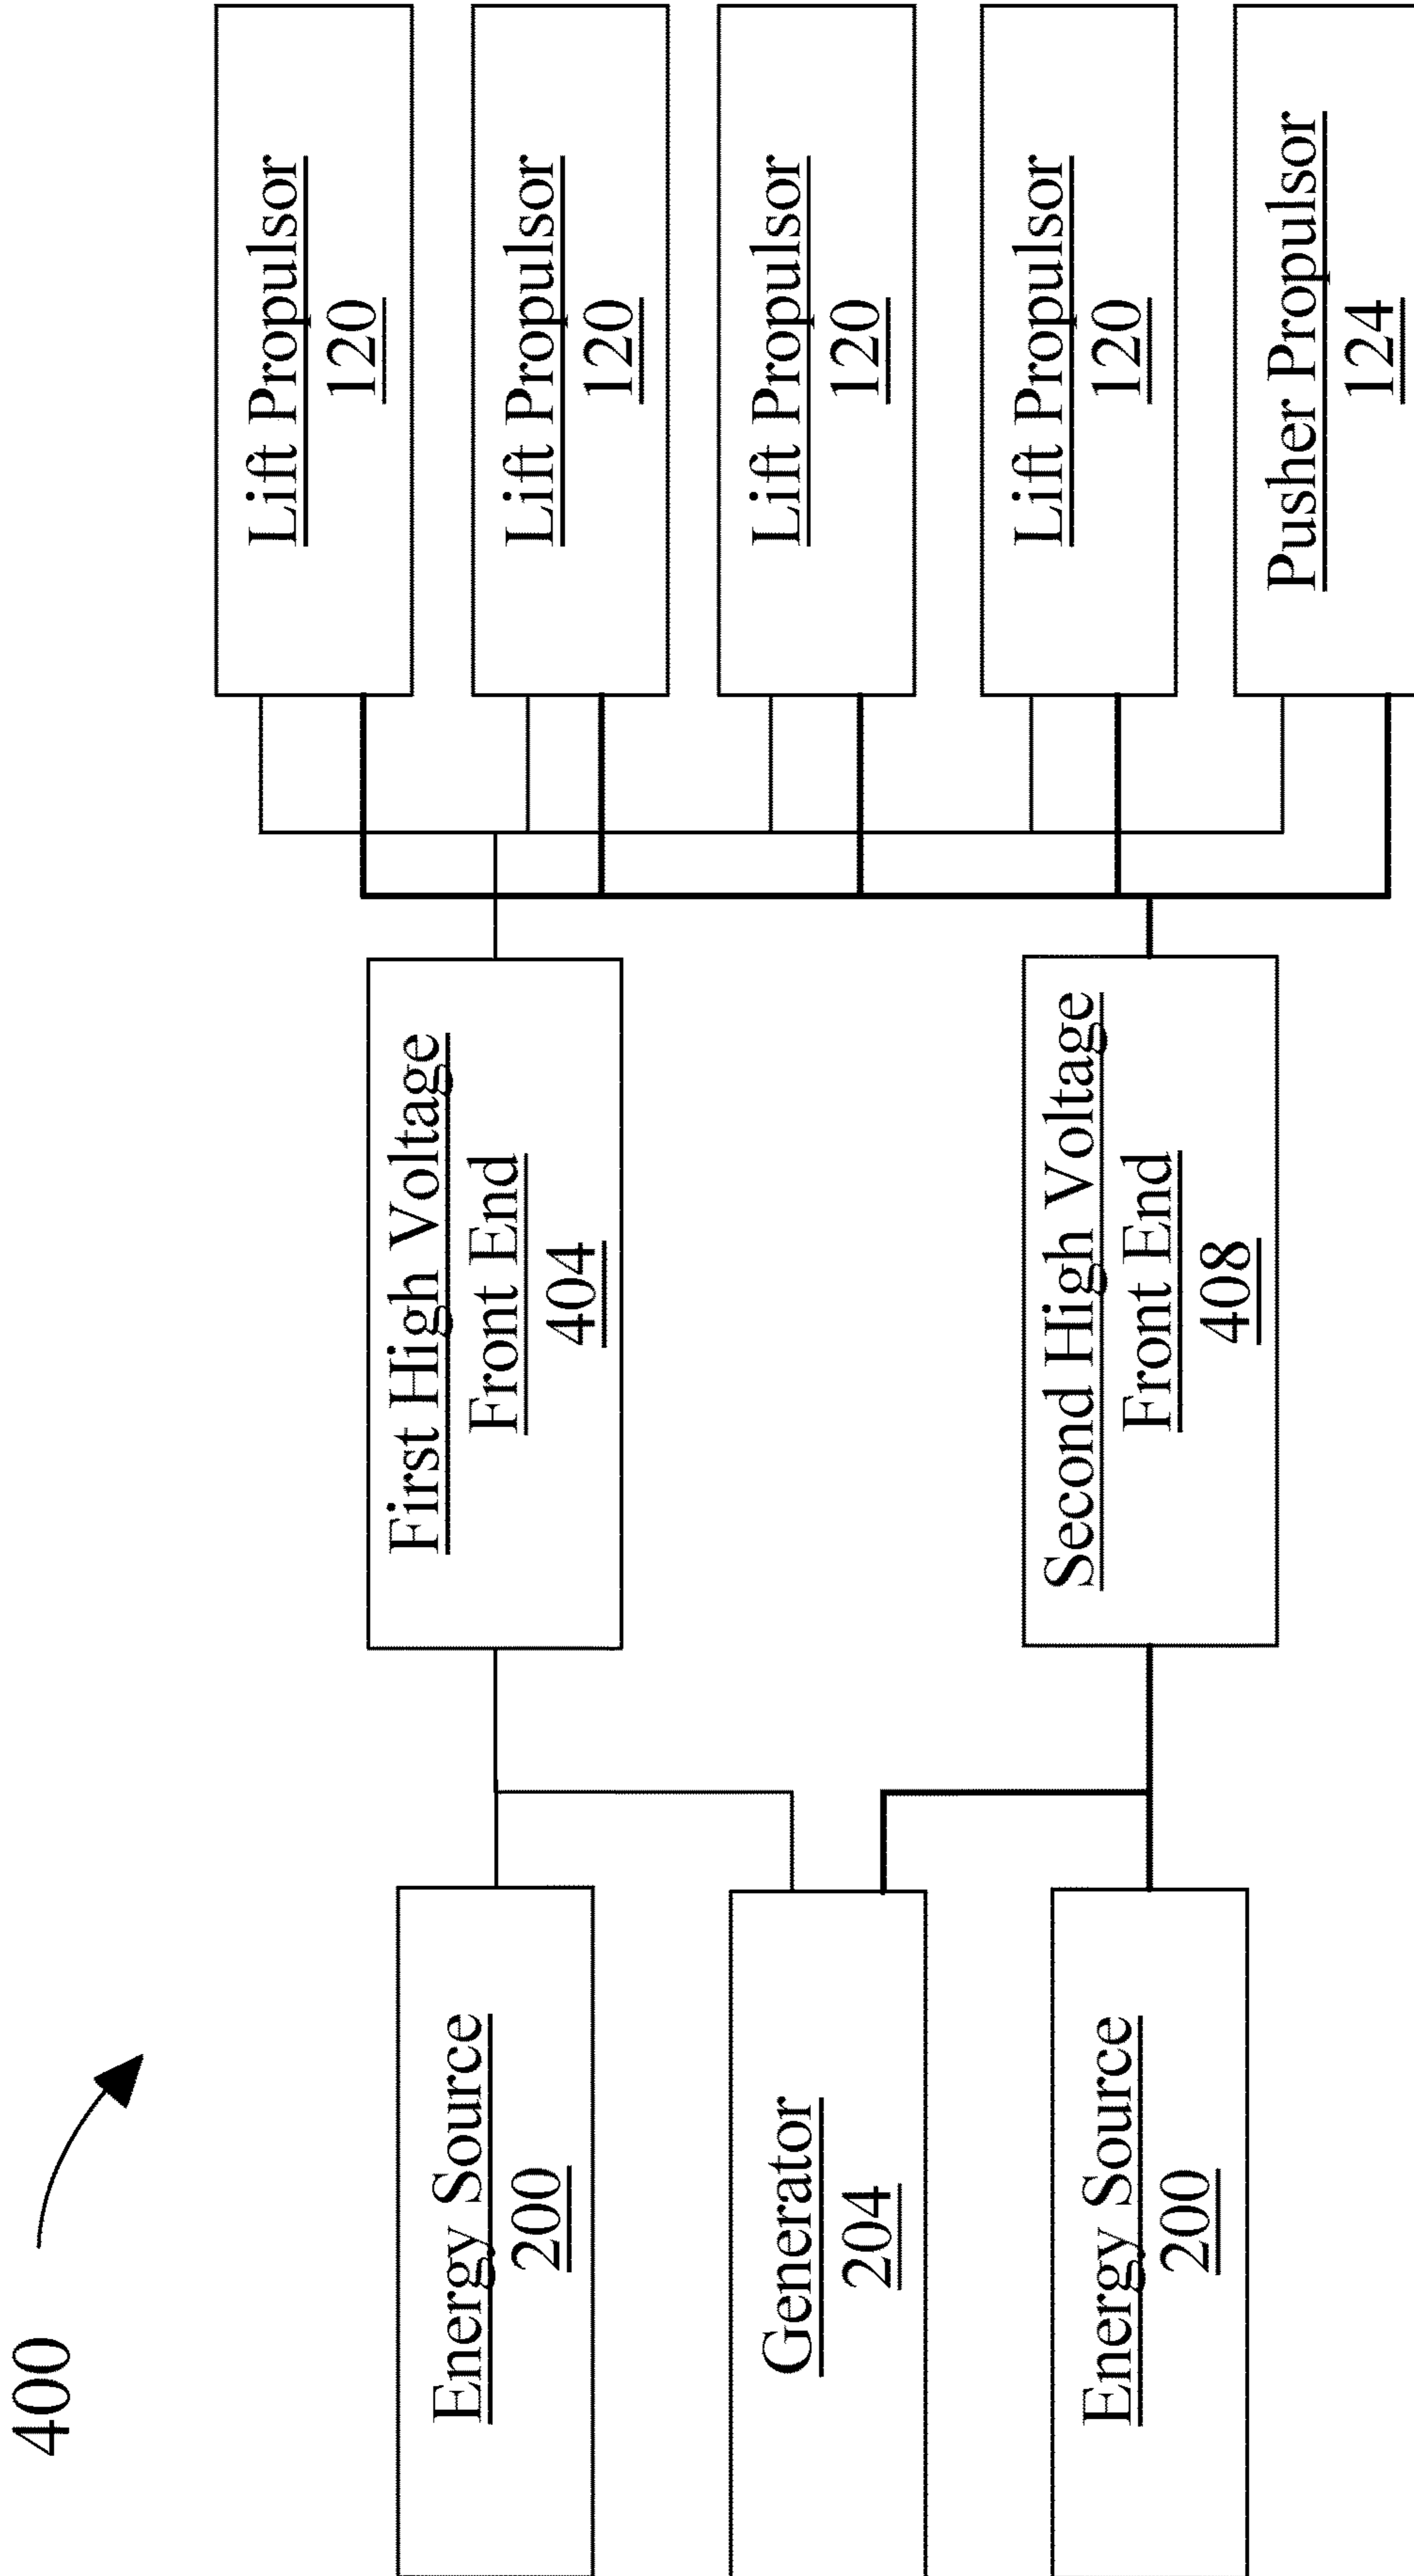 400
Energy Source
200
Generator
204
Energy Source
200
First High Voltage
Front End
404
Second High Voltage
Front End
408
Lift Propulsor
120
Lift Propulsor
120
Lift Propulsor
120
Lift Propulsor
120
Pusher Propulsor
124